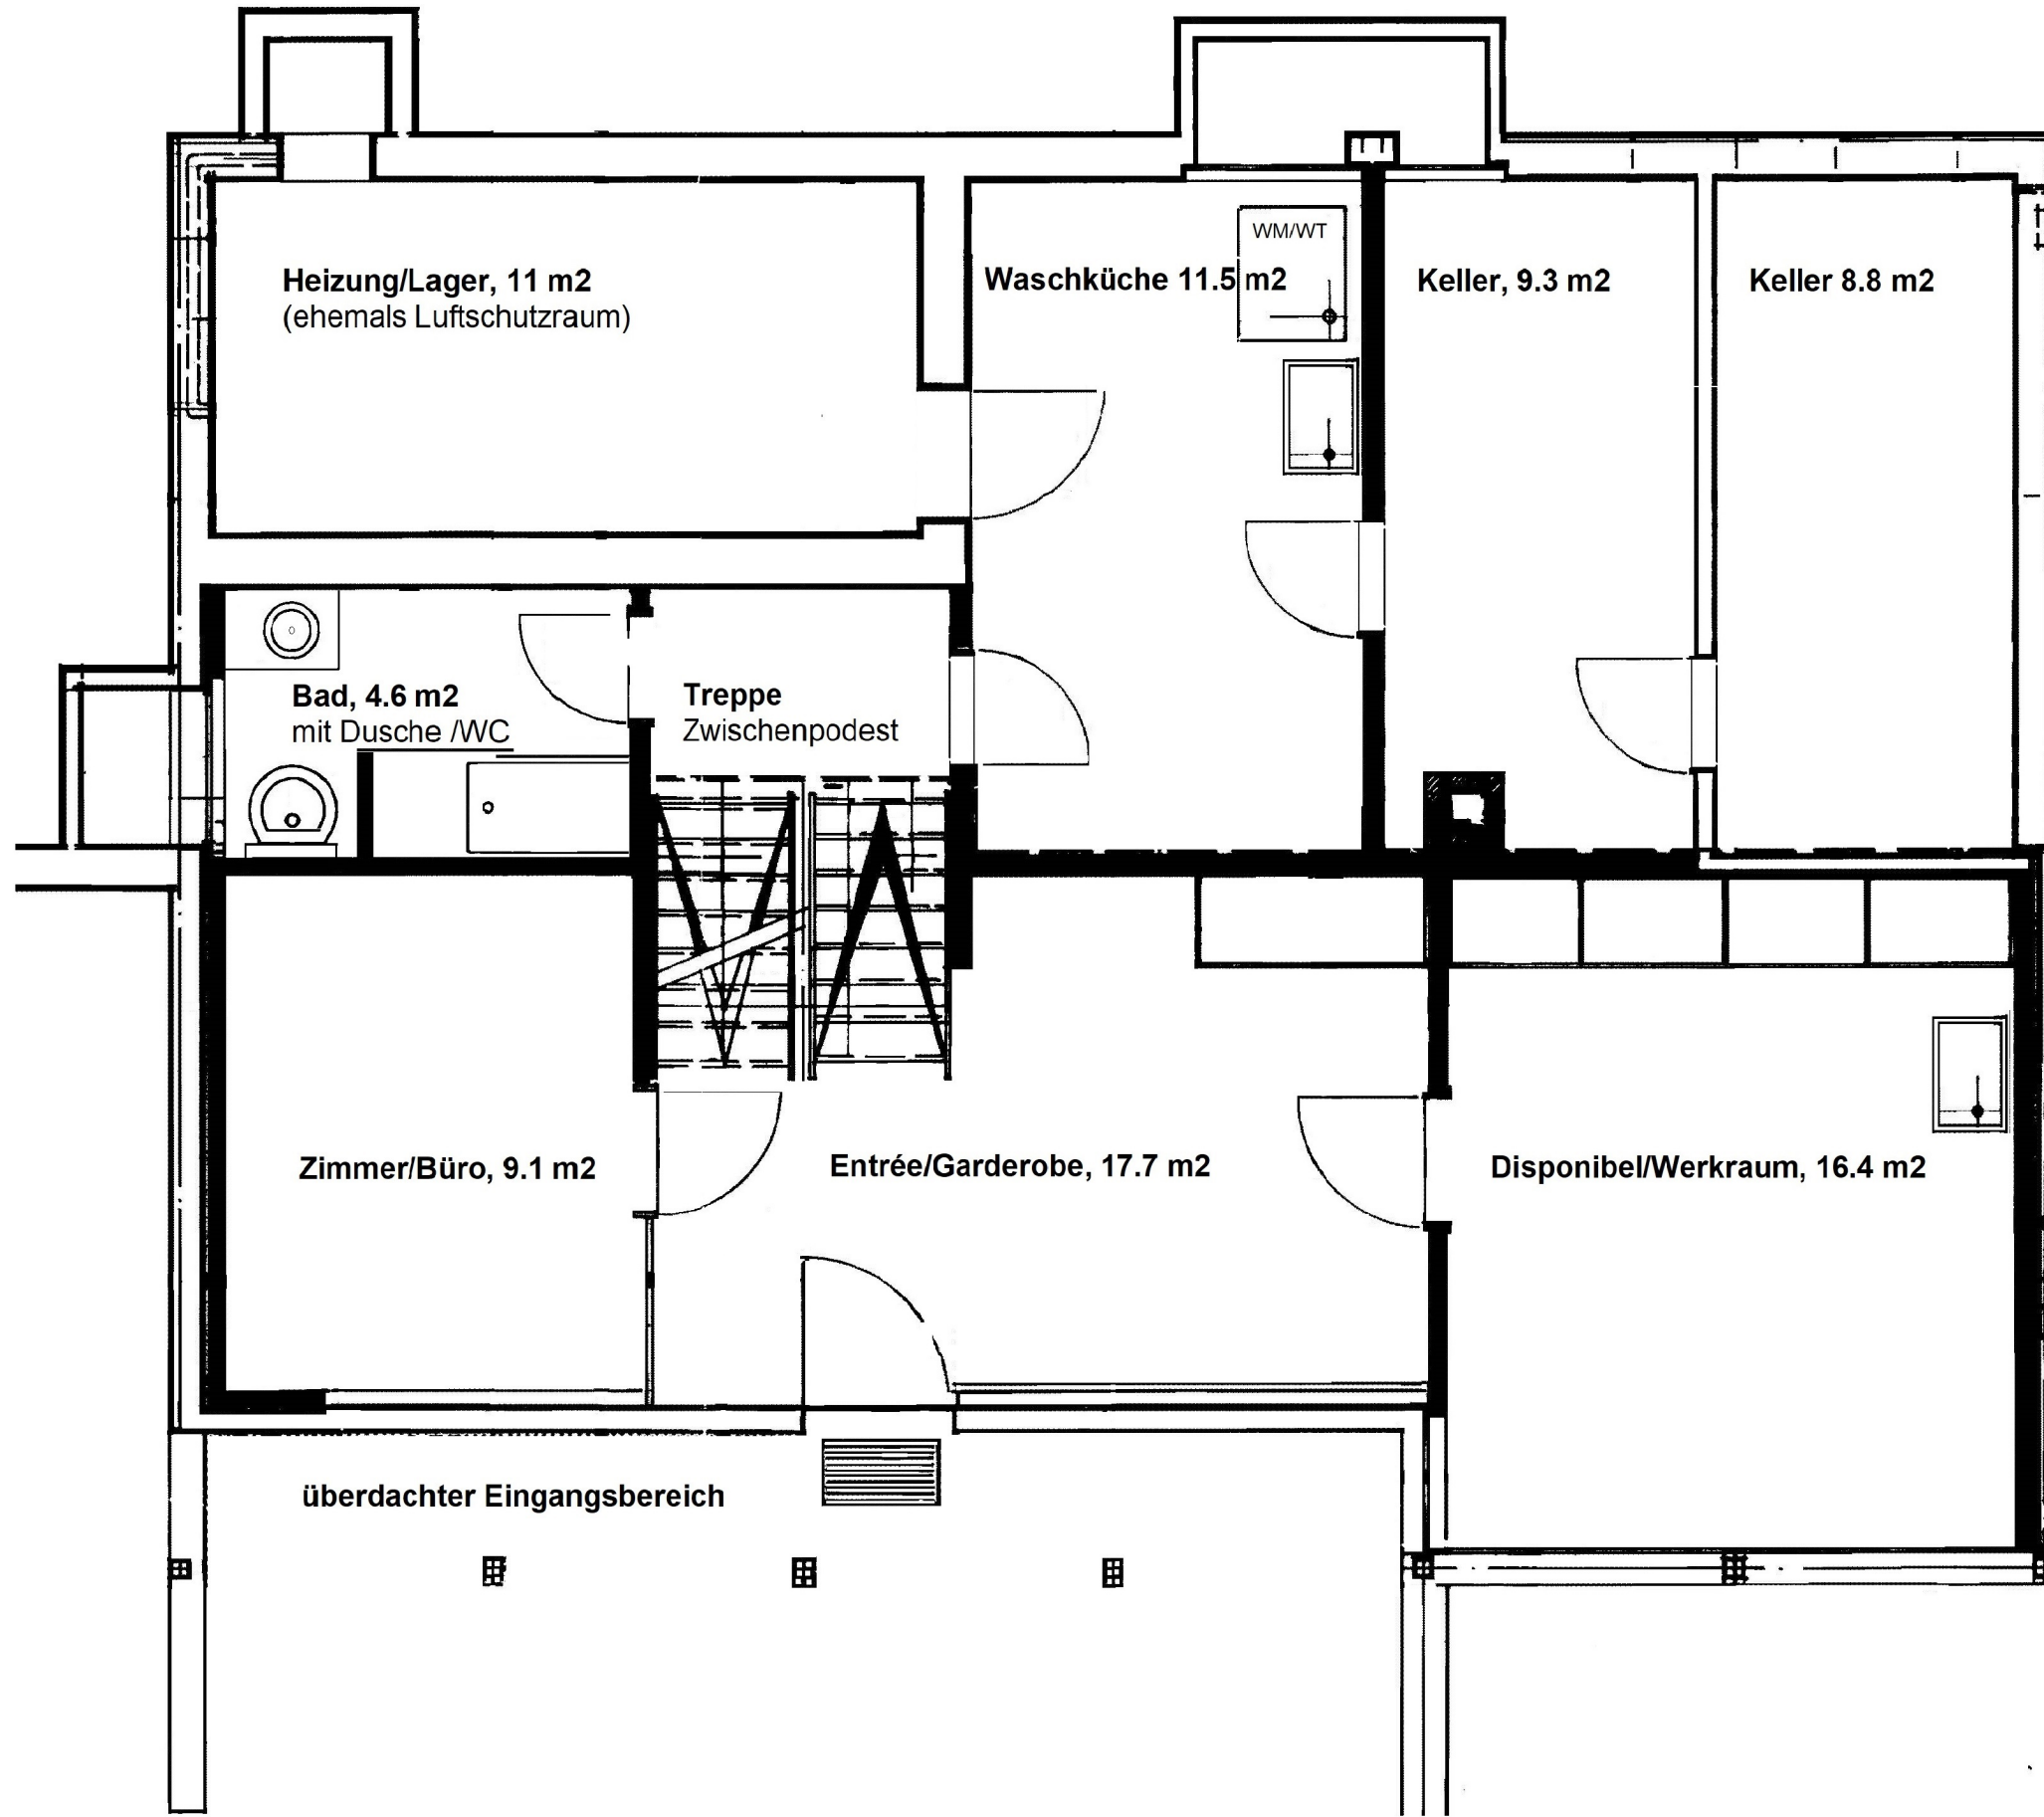 WM/WT
Heizung/Lager, 11 m2
(ehemals Luftschutzraum)
Waschküche 11.5 m2
Keller, 9.3 m2
Keller 8.8 m2
Bad, 4.6 m2
mit Dusche /WC
Treppe
Zwischenpodest
Zimmer/Büro, 9.1 m2
Entrée/Garderobe, 17.7 m2
Disponibel/Werkraum, 16.4 m2
überdachter Eingangsbereich